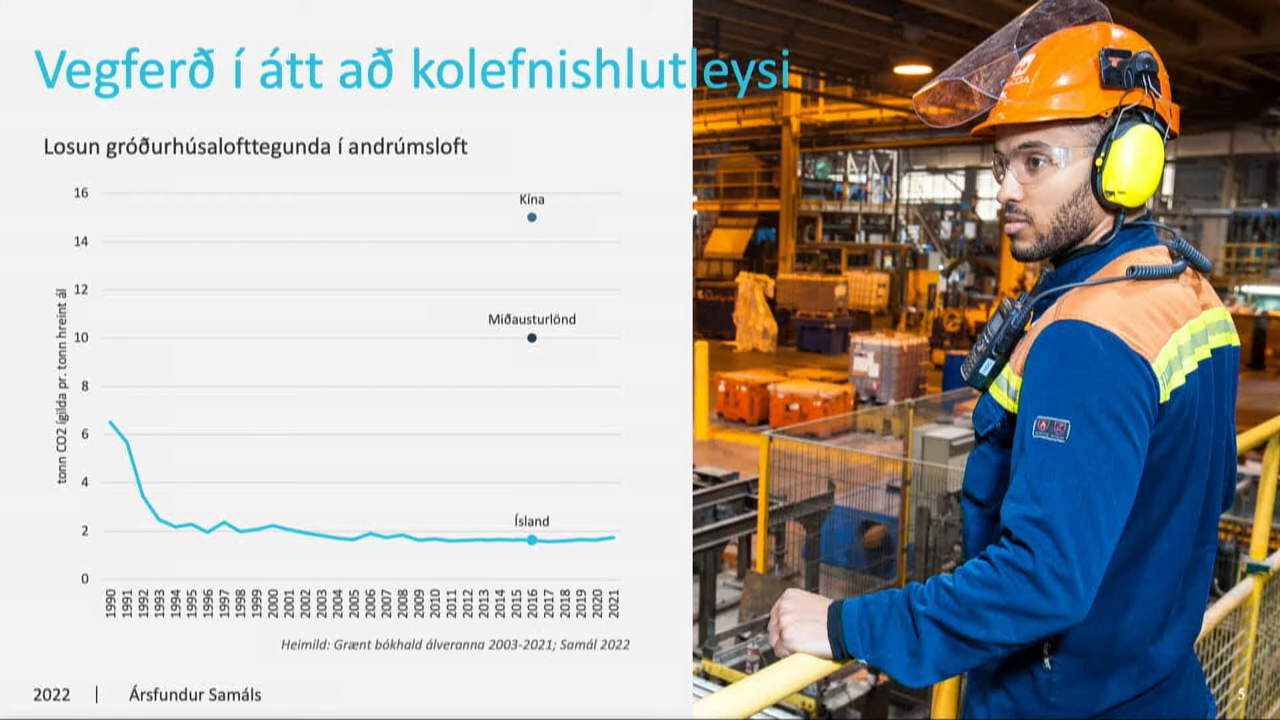 Vegferð í átt að kolefnishlutleysi
Losun gróðurhúsalofttegunda í andrúmsloft
tonn CO2 ígilda pr. tonn hreint ál
16
14
12
10
8
6
4
2
0
Kína
Miðausturlönd
Ísland
1990 1991 1992 1993 1994 1995 1996 1997 1998 1999 2000 2001 2002 2003 2004 2005 2006 2007 2008 2009 2010 2011 2012 2013 2014 2015 2016 2017 2018 2019 2020 2021
Heimild: Grænt bókhald álveranna 2003-2021; Samál 2022
2022 | Ársfundur Samáls
5